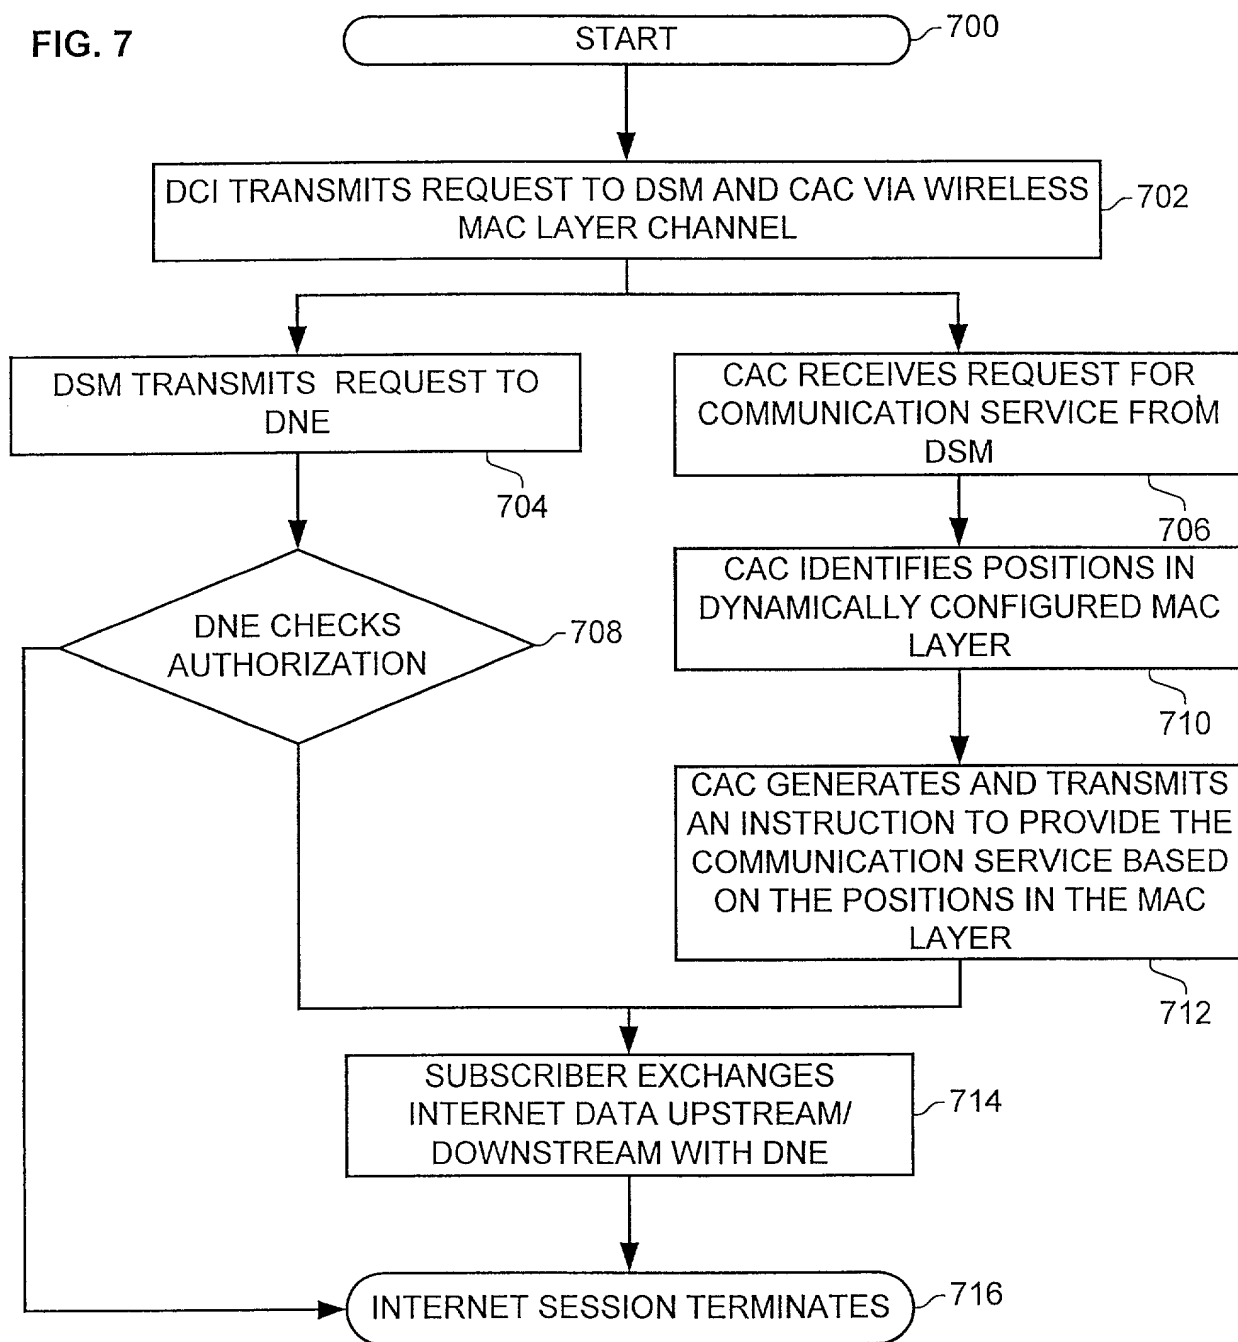 FIG. 7
START
700
DCI TRANSMITS REQUEST TO DSM AND CAC VIA WIRELESS
MAC LAYER CHANNEL
702
DSM TRANSMITS REQUEST TO
DNE
704
CAC RECEIVES REQUEST FOR
COMMUNICATION SERVICE FROM
DSM
706
DNE CHECKS
AUTHORIZATION
708
CAC IDENTIFIES POSITIONS IN
DYNAMICALLY CONFIGURED MAC
LAYER
710
CAC GENERATES AND TRANSMITS
AN INSTRUCTION TO PROVIDE THE
COMMUNICATION SERVICE BASED
ON THE POSITIONS IN THE MAC
LAYER
712
SUBSCRIBER EXCHANGES
INTERNET DATA UPSTREAM/
DOWNSTREAM WITH DNE
714
INTERNET SESSION TERMINATES
716